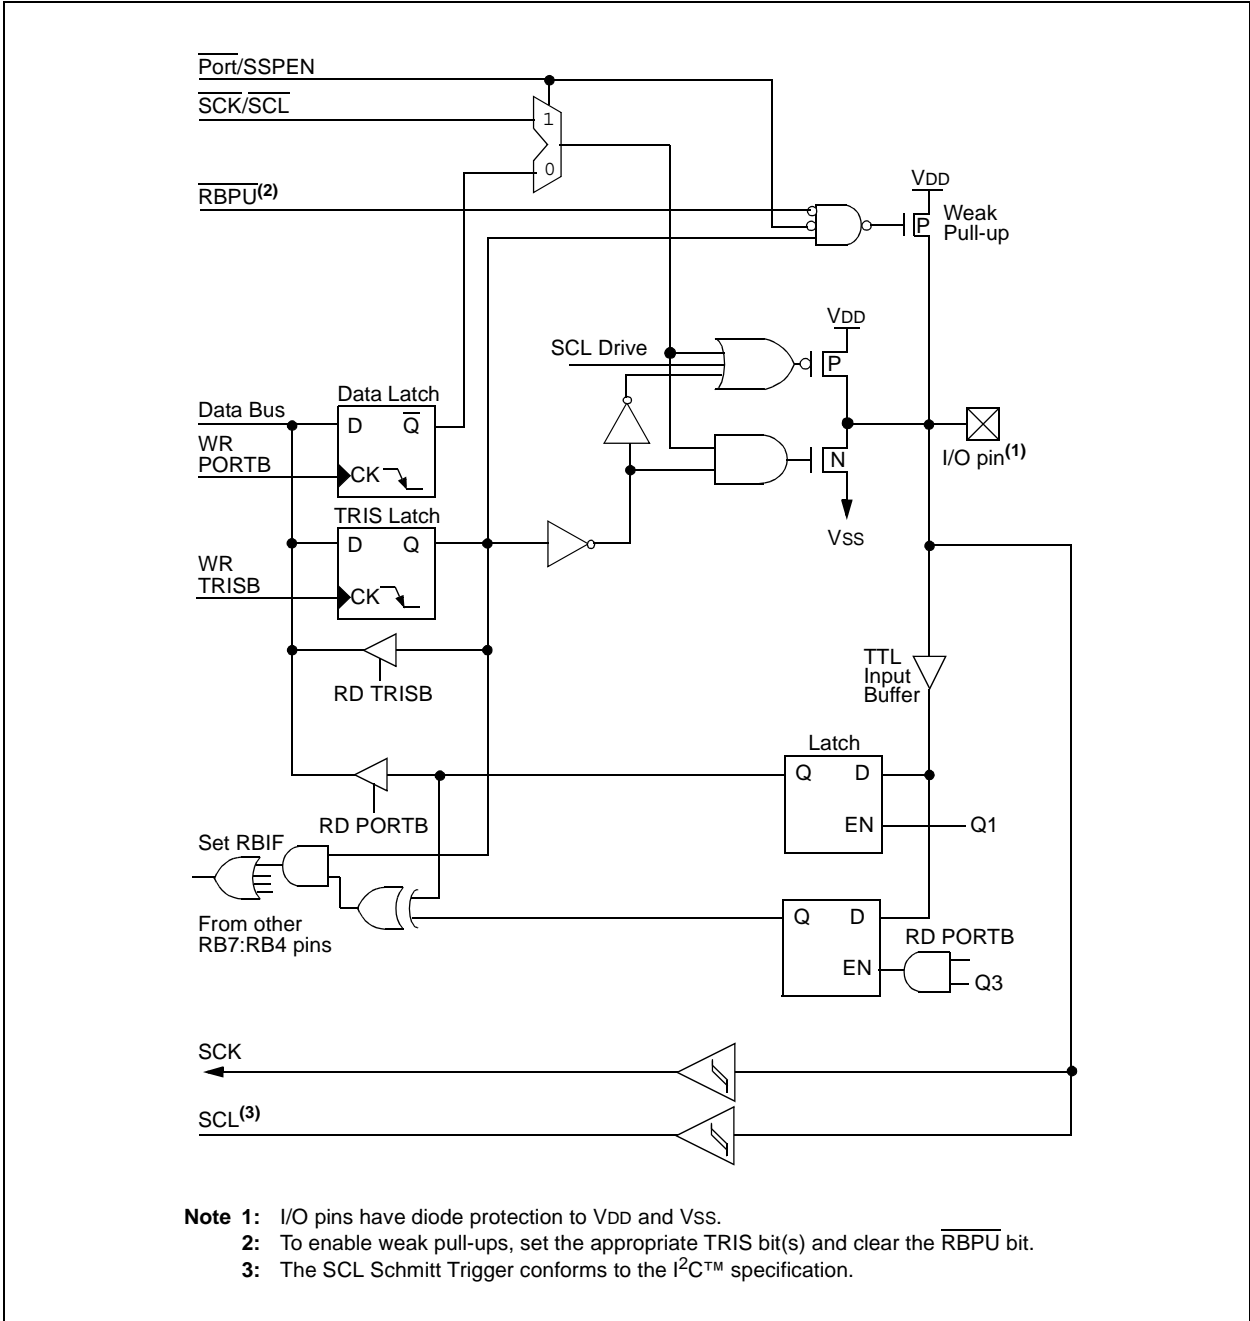 Port/SSPEN
SCK/SCL
1
0
RBPU(2)
VDD
P
Weak
Pull-up
VDD
SCL Drive
P
Data Latch
Data Bus
D
Q
WR
PORTB
CK
N
I/O pin(1)
VSS
TRIS Latch
D
Q
WR
TRISB
CK
TTL
Input
Buffer
RD TRISB
Latch
Q
D
EN
Q1
RD PORTB
Set RBIF
From other
RB7:RB4 pins
Q
D
RD PORTB
EN
Q3
SCK
SCL(3)
Note 1: I/O pins have diode protection to VDD and VSS.
2: To enable weak pull-ups, set the appropriate TRIS bit(s) and clear the RBPU bit.
3: The SCL Schmitt Trigger conforms to the I2C™ specification.